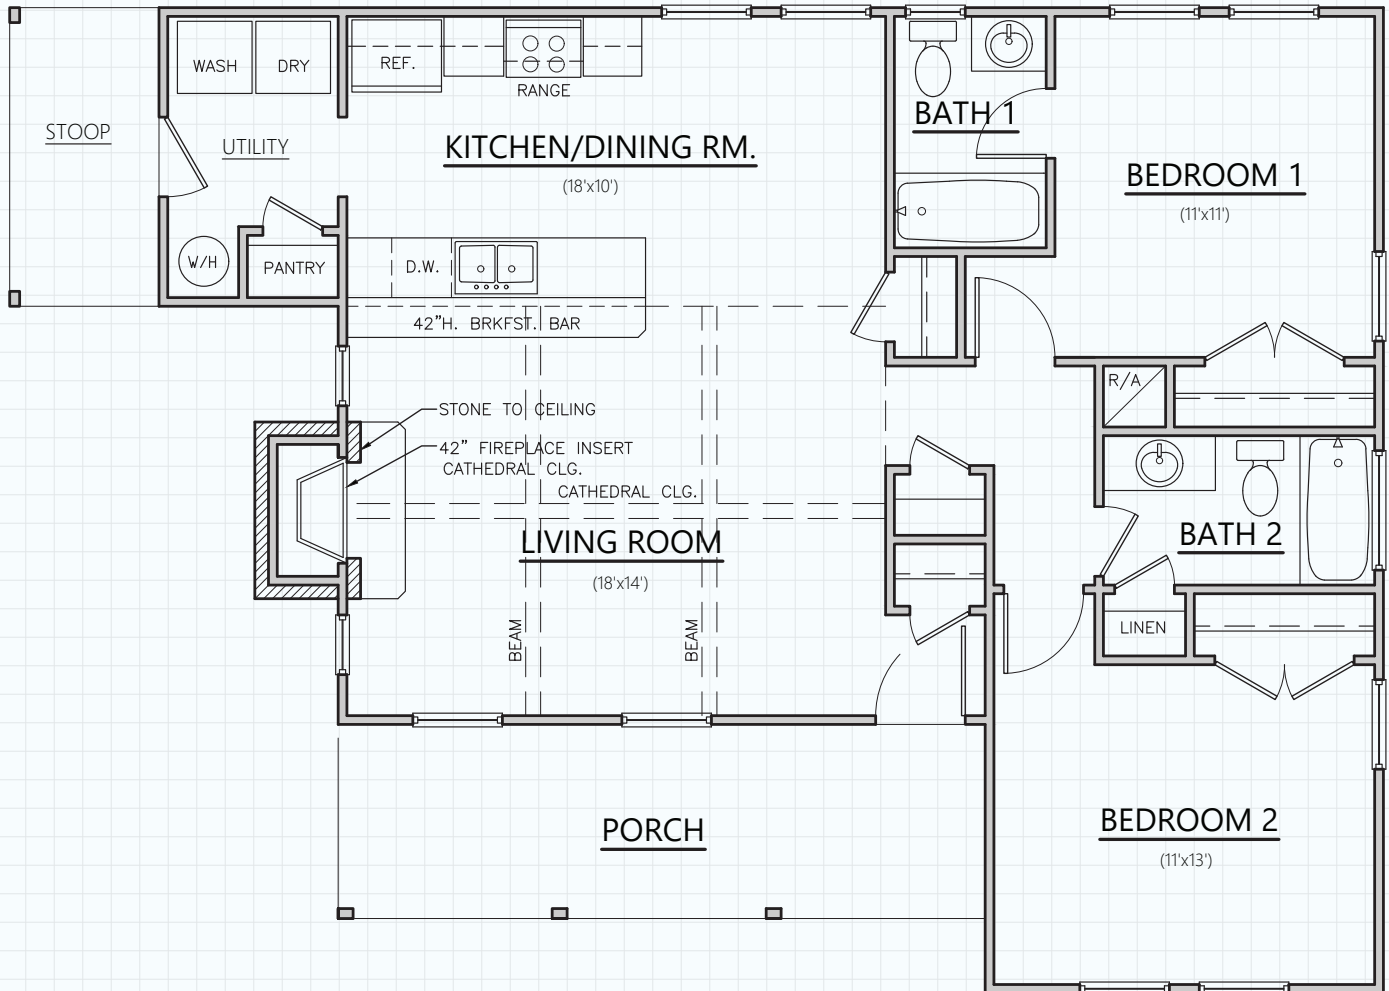 WASH
DRY
REF.
RANGE
STOOP
UTILITY
KITCHEN/DINING RM.
(18'x10')
BATH 1
BEDROOM 1
(11'x11')
W/H
PANTRY
D.W.
42"H. BRKFST. BAR
R/A
STONE TO CEILING
42" FIREPLACE INSERT
CATHEDRAL CLG.
CATHEDRAL CLG.
LIVING ROOM
(18'x14')
BATH 2
BEAM
BEAM
LINEN
PORCH
BEDROOM 2
(11'x13')